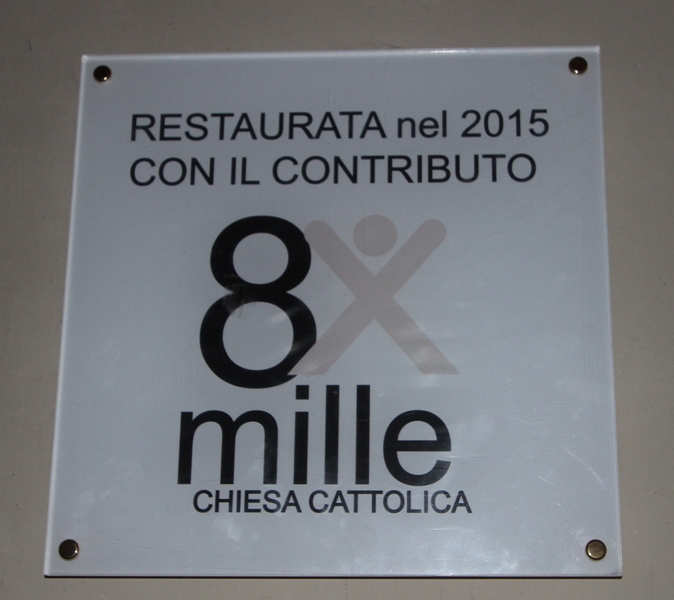 RESTAURATA nel 2015
CON IL CONTRIBUTO
8x
mille
CHIESA CATTOLICA